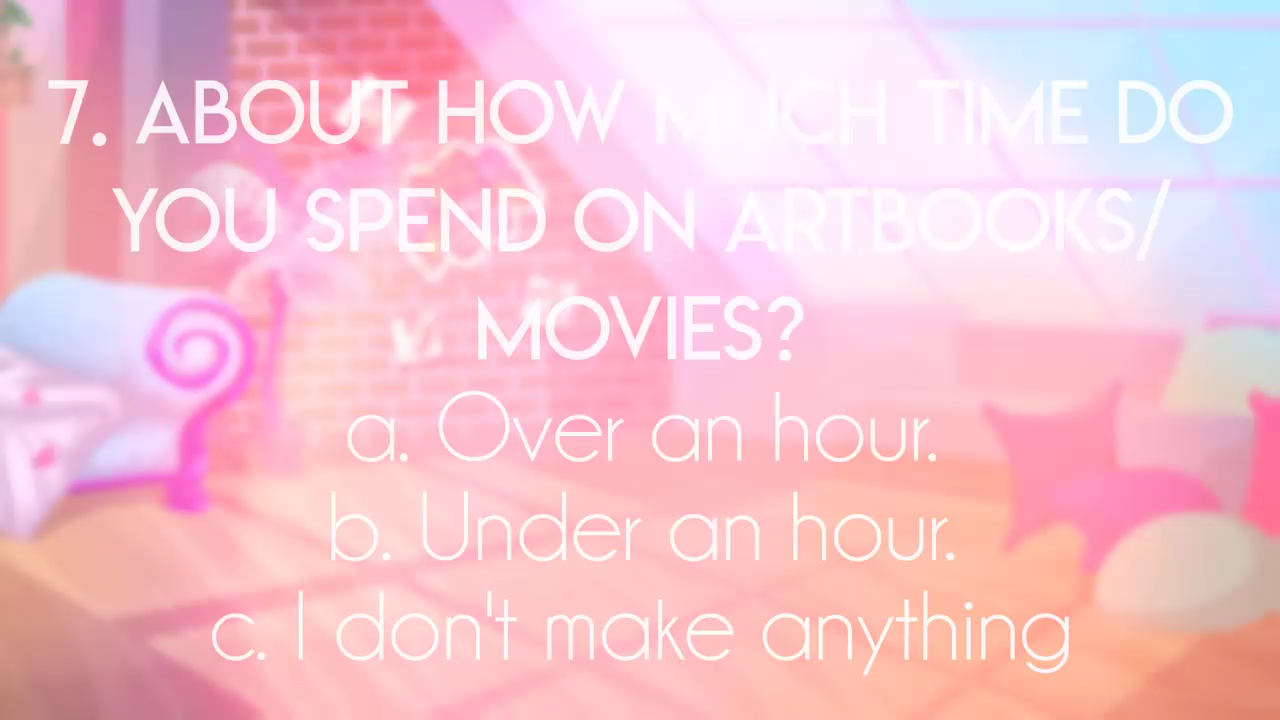 7. ABOUT HOW MUCH TIME DO
YOU SPEND ON ARTBOOKS/
MOVIES?
a. Over an hour.
b. Under an hour.
c. I don't make anything